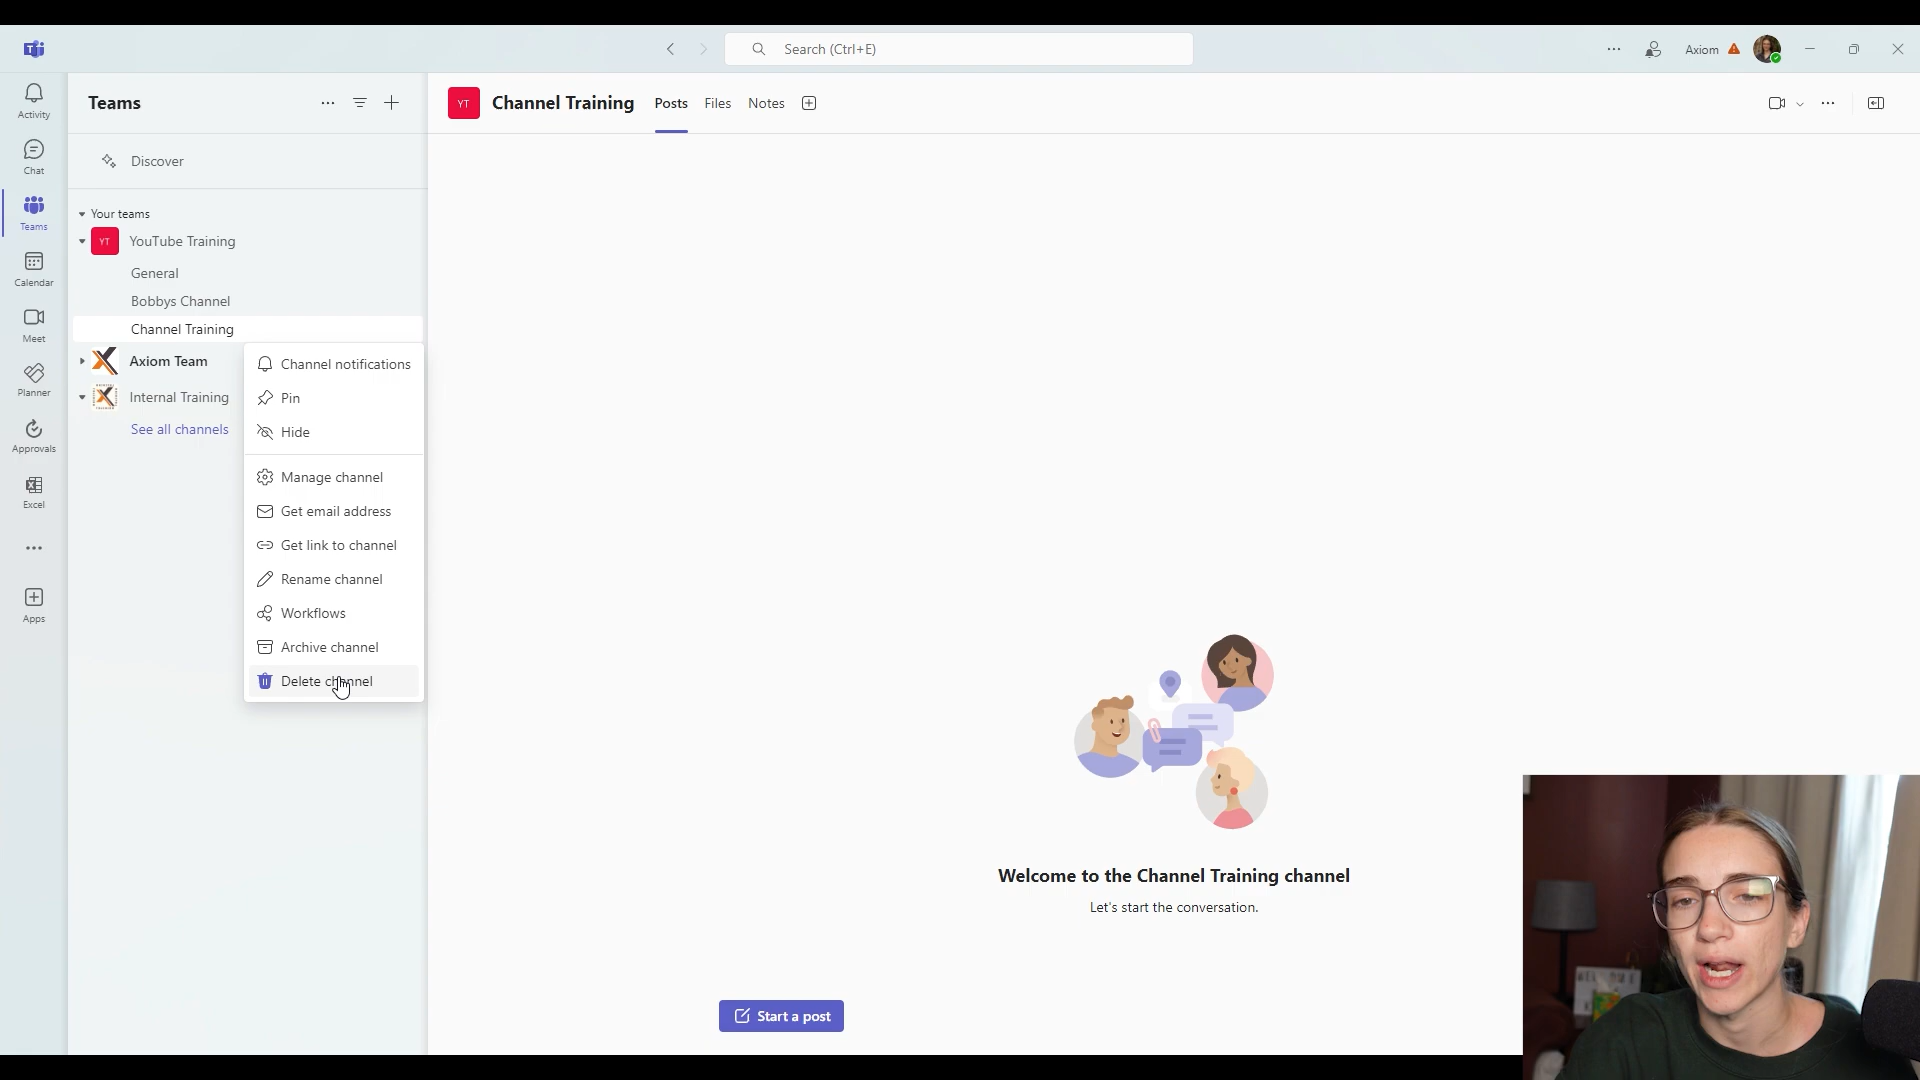 Search (Ctrl+E)
Axiom
Activity
Chat
Teams
Calendar
Meet
Planner
Approvals
Excel
Apps
Teams
Discover
Your teams
YT YouTube Training
General
Bobbys Channel
Channel Training
Axiom Team
Internal Training
See all channels
Channel notifications
Pin
Hide
Manage channel
Get email address
Get link to channel
Rename channel
Workflows
Archive channel
Delete channel
YT Channel Training Posts Files Notes
Welcome to the Channel Training channel
Let's start the conversation.
Start a post